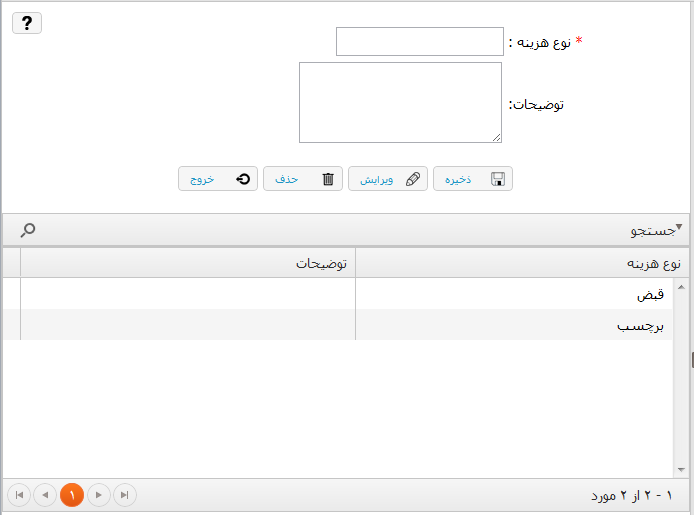 ?
* نوع هزینه :
توضیحات:
ذخیره ویرایش حذف خروج
جستجو
نوع هزینه توضیحات
قبض
برچسب
۱ - ۲ از ۲ مورد ۱